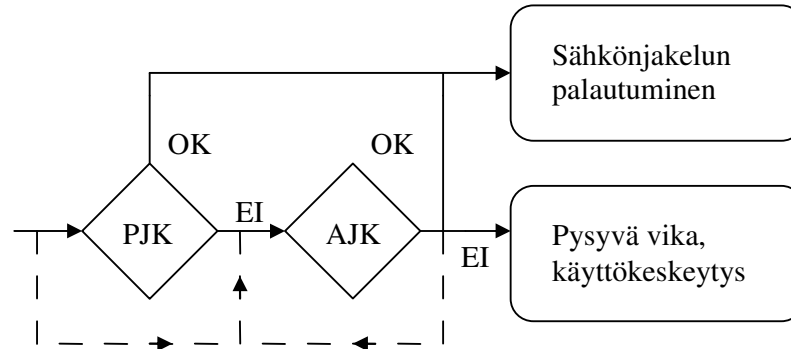 Sähkönjakelun
palautuminen
OK
OK
PJK
EI
AJK
EI
Pysyvä vika,
käyttökeskeytys